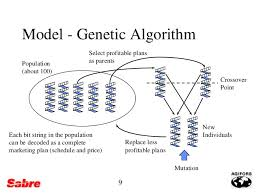 Model - Genetic Algorithm
Select profitable plans
as parents
Population
(about 100)
Crossover
Point
New
Individuals
Each bit string in the population
can be decoded as a complete
marketing plan (schedule and price)
Replace less
profitable plans
Mutation
Sabre
9
AGIFORS